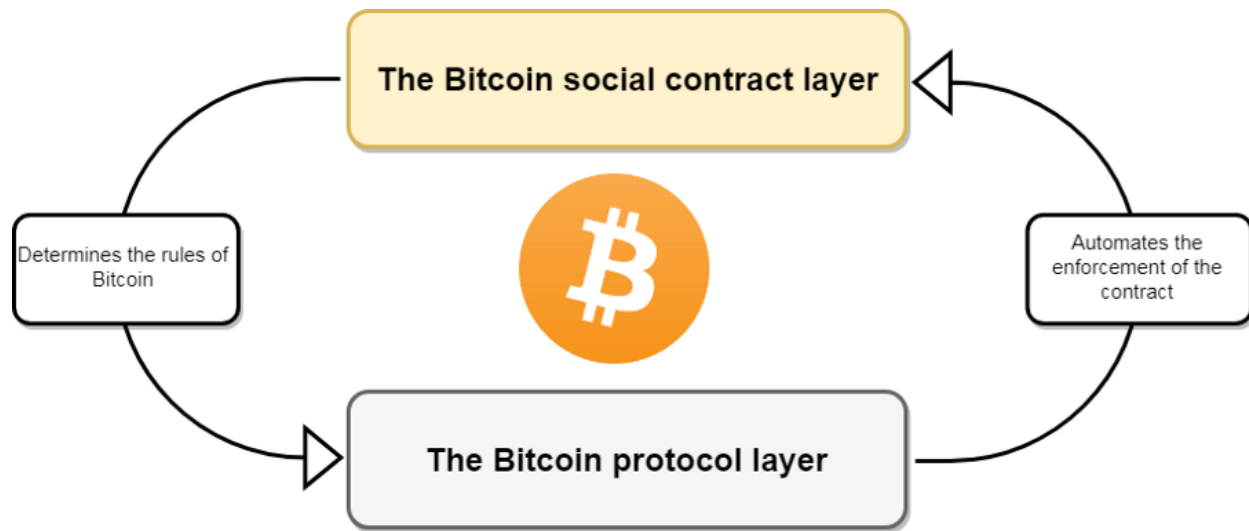 The Bitcoin social contract layer
Determines the rules of
Bitcoin
Automates the
enforcement of the
contract
The Bitcoin protocol layer